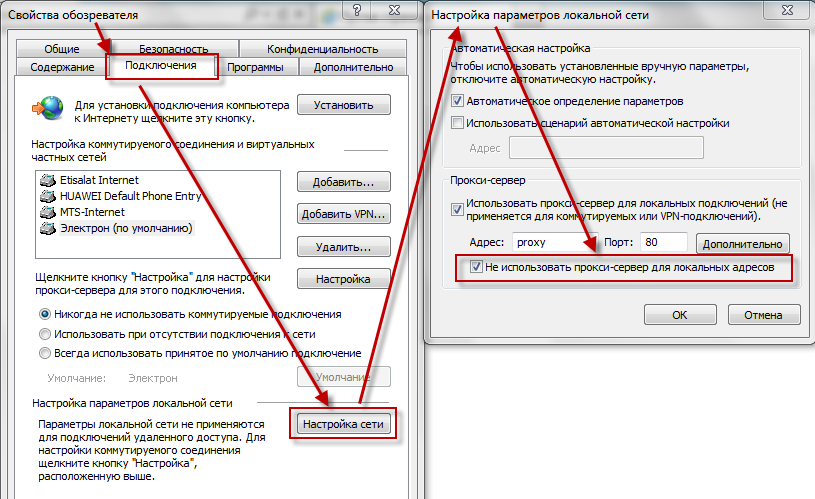 Свойства обозревателя
Общие
Безопасность
Конфиденциальность
Содержание
Подключения
Программы
Дополнительно
Для установки подключения компьютера
к Интернету щелкните эту кнопку.
Установить
Настройка коммутируемого соединения и виртуальных
частных сетей
Etisalat Internet
HUAWEI Default Phone Entry
MTS-Internet
Электрон (по умолчанию)
Добавить...
Добавить VPN...
Удалить...
Щелкните кнопку "Настройка" для настройки
прокси-сервера для этого подключения.
Настройка
Никогда не использовать коммутируемые подключения
Использовать при отсутствии подключения к сети
Всегда использовать принятое по умолчанию подключение
Умолчание:
Электрон
Умолчание
Настройка параметров локальной сети
Параметры локальной сети не применяются
для подключений удаленного доступа. Для
настройки коммутируемого соединения
щелкните кнопку "Настройка",
расположенную выше.
Настройка сети
Настройка параметров локальной сети
Автоматическая настройка
Чтобы использовать установленные вручную параметры,
отключите автоматическую настройку.
Автоматическое определение параметров
Использовать сценарий автоматической настройки
Адрес
Прокси-сервер
Использовать прокси-сервер для локальных подключений (не
применяется для коммутируемых или VPN-подключений).
Адрес:
proxy
Порт:
80
Дополнительно
Не использовать прокси-сервер для локальных адресов
ОК
Отмена